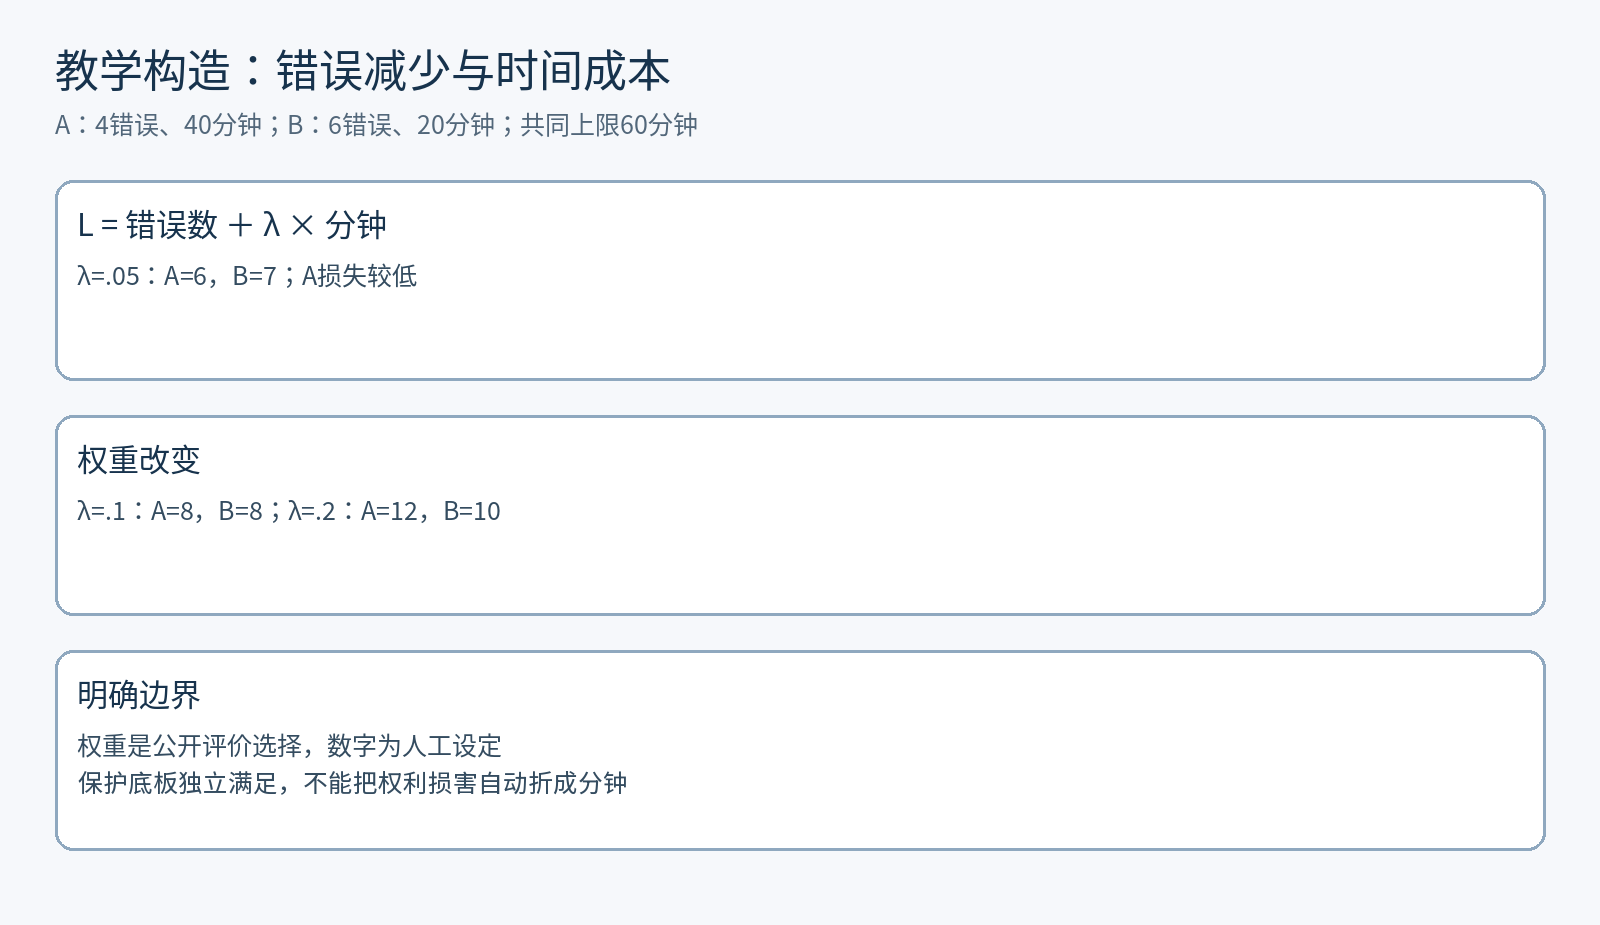 教学构造：错误减少与时间成本
A：4错误、40分钟；B：6错误、20分钟；共同上限60分钟
L = 错误数 ＋ λ × 分钟
λ=.05：A=6，B=7；A损失较低
权重改变
λ=.1：A=8，B=8；λ=.2：A=12，B=10
明确边界
权重是公开评价选择，数字为人工设定
保护底板独立满足，不能把权利损害自动折成分钟